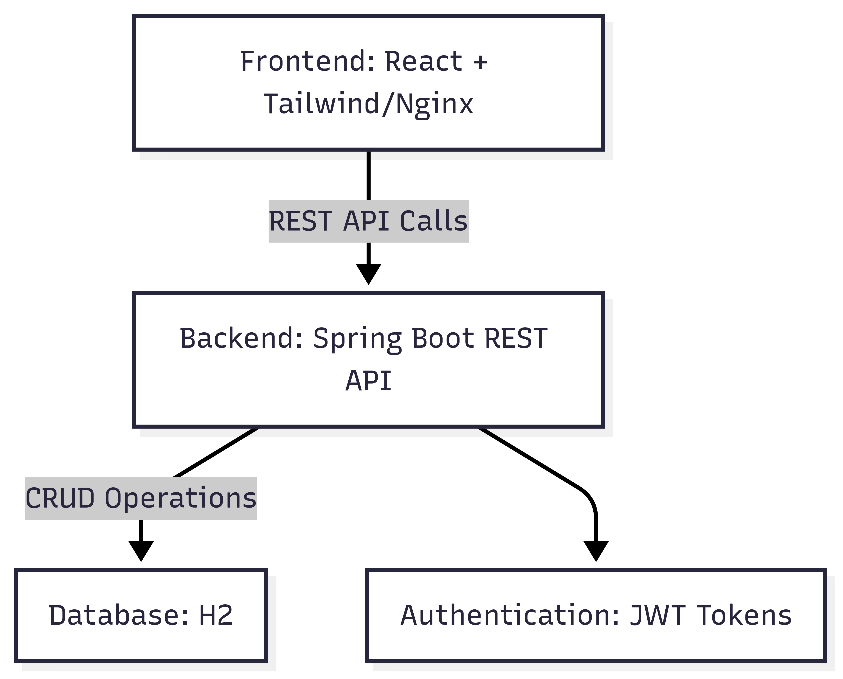 Frontend: React +
Tailwind/Nginx
REST API Calls
Backend: Spring Boot REST
API
CRUD Operations
Database: H2
Authentication: JWT Tokens